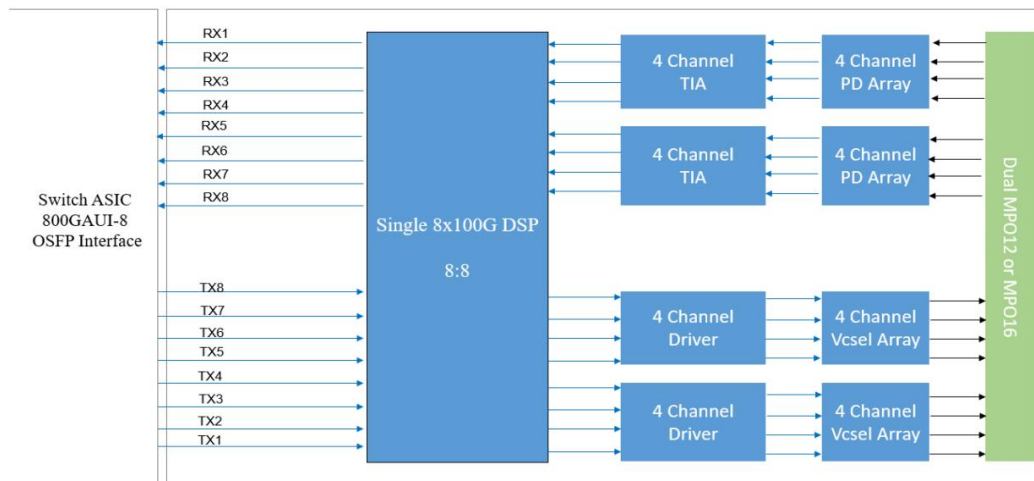 RX1
RX2
RX3
RX4
RX5
RX6
RX7
RX8
Switch ASIC
800GAUI-8
OSFP Interface
TX8
TX7
TX6
TX5
TX4
TX3
TX2
TX1
Single 8x100G DSP
8:8
4 Channel
TIA
4 Channel
PD Array
4 Channel
TIA
4 Channel
PD Array
4 Channel
Driver
4 Channel
Vcsel Array
4 Channel
Driver
4 Channel
Vcsel Array
Dual MPO12 or MPO16